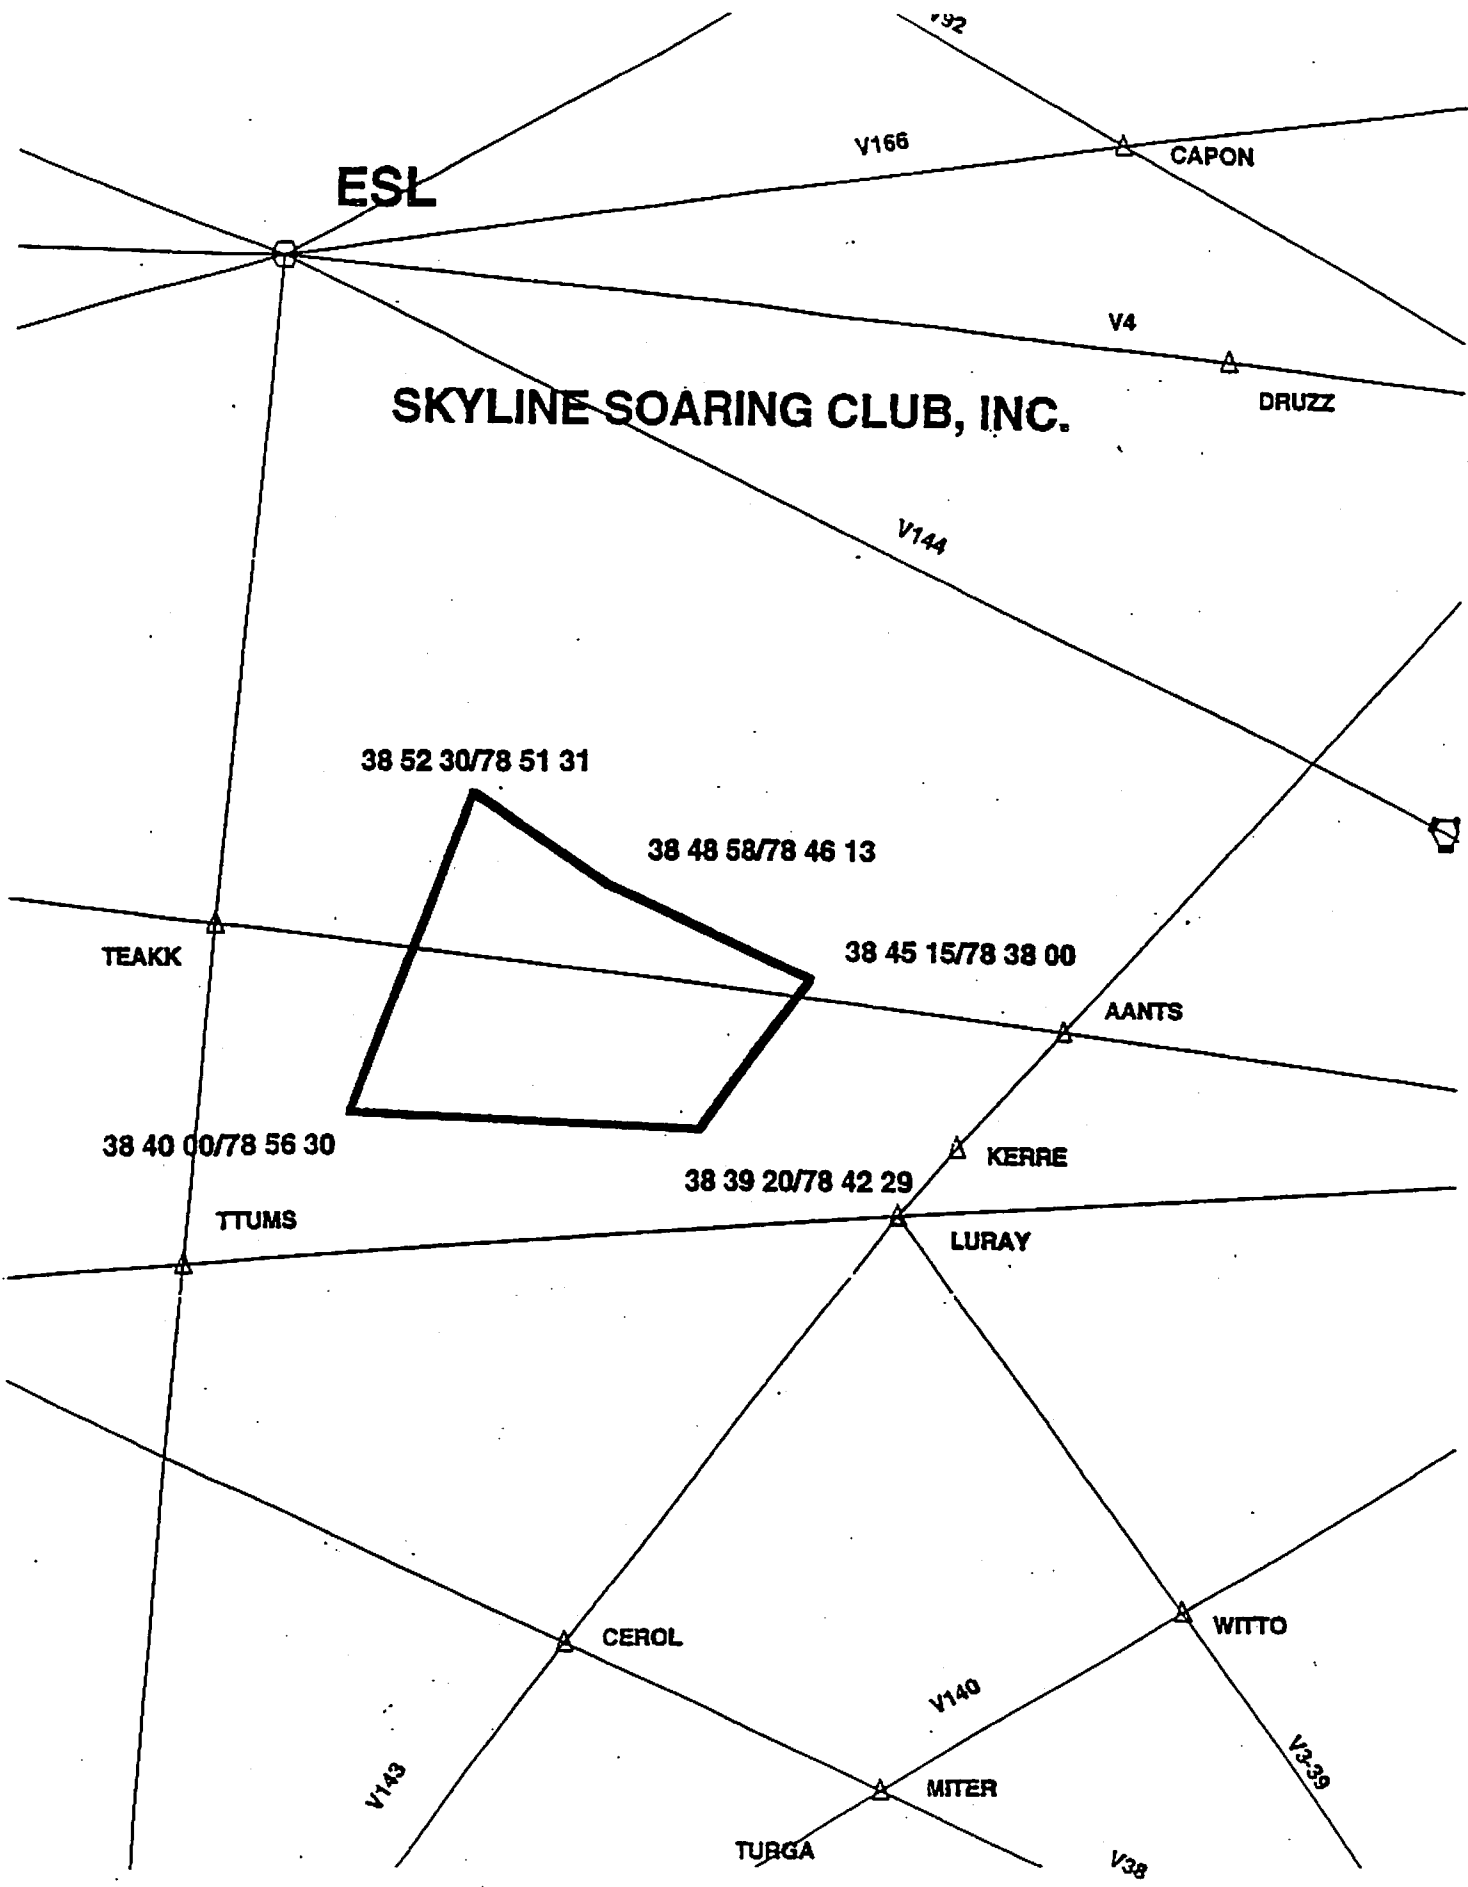 V92
V166
CAPON
ESL
V4
DRUZZ
SKYLINE SOARING CLUB, INC.
V144
38 52 30/78 51 31
38 48 58/78 46 13
38 45 15/78 38 00
TEAKK
AANTS
38 40 00/78 56 30
KERRE
38 39 20/78 42 29
TTUMS
LURAY
CEROL
WITTO
V140
V143
V3-39
MITER
TURGA
V38